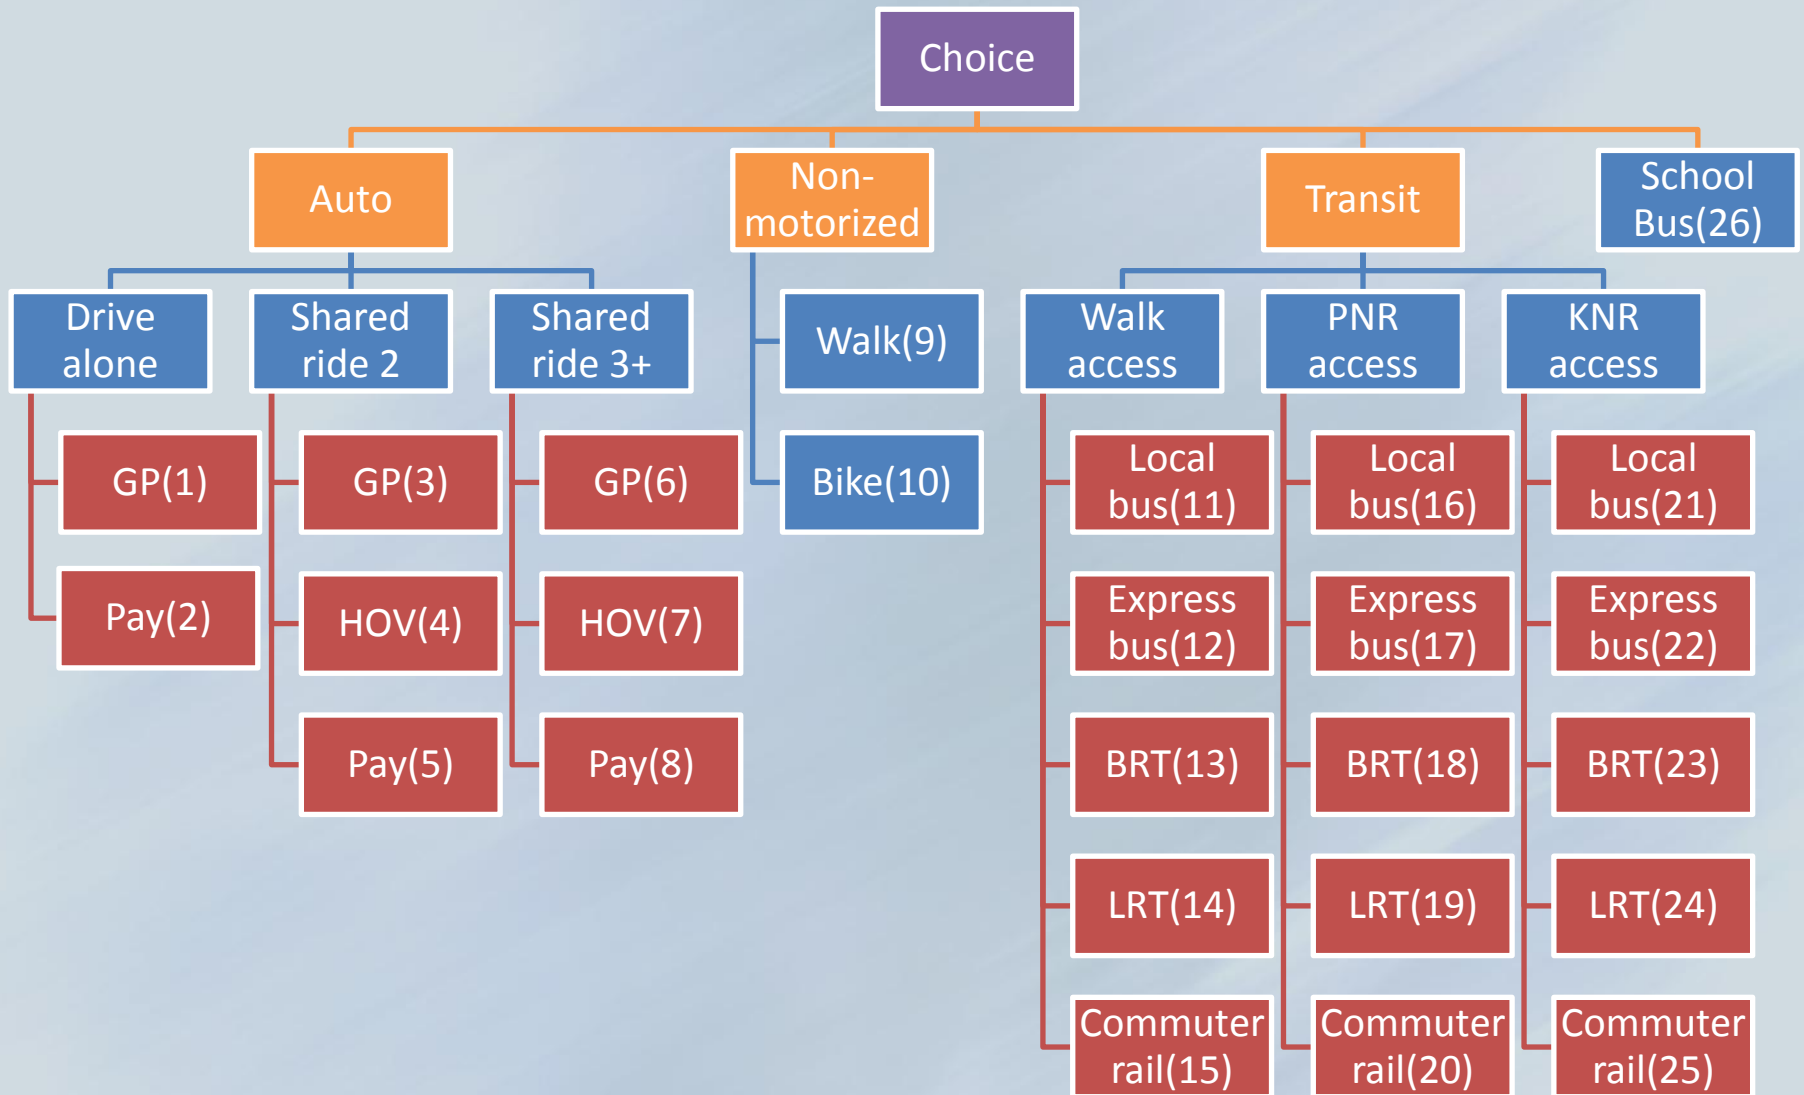 Choice
Auto
Non-
motorized
Transit
School
Bus(26)
Drive
alone
Shared
ride 2
Shared
ride 3+
Walk(9)
Bike(10)
Walk
access
PNR
access
KNR
access
GP(1)
Pay(2)
GP(3)
HOV(4)
Pay(5)
GP(6)
HOV(7)
Pay(8)
Local
bus(11)
Express
bus(12)
BRT(13)
LRT(14)
Commuter
rail(15)
Local
bus(16)
Express
bus(17)
BRT(18)
LRT(19)
Commuter
rail(20)
Local
bus(21)
Express
bus(22)
BRT(23)
LRT(24)
Commuter
rail(25)